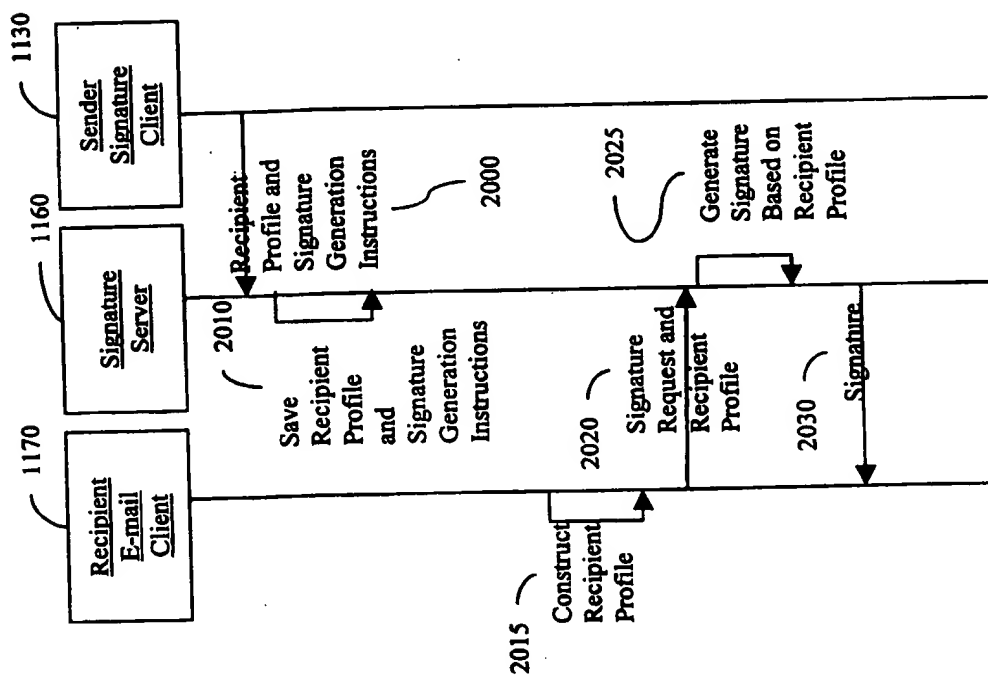 1170
Recipient
E-mail
Client
1160
Signature
Server
1130
Sender
Signature
Client
Recipient
Profile and
Signature
Generation
Instructions
2000
2010
Save
Recipient
Profile
and
Signature
Generation
Instructions
2015
Construct
Recipient
Profile
2020
Signature
Request and
Recipient
Profile
2025
Generate
Signature
Based on
Recipient
Profile
2030
Signature